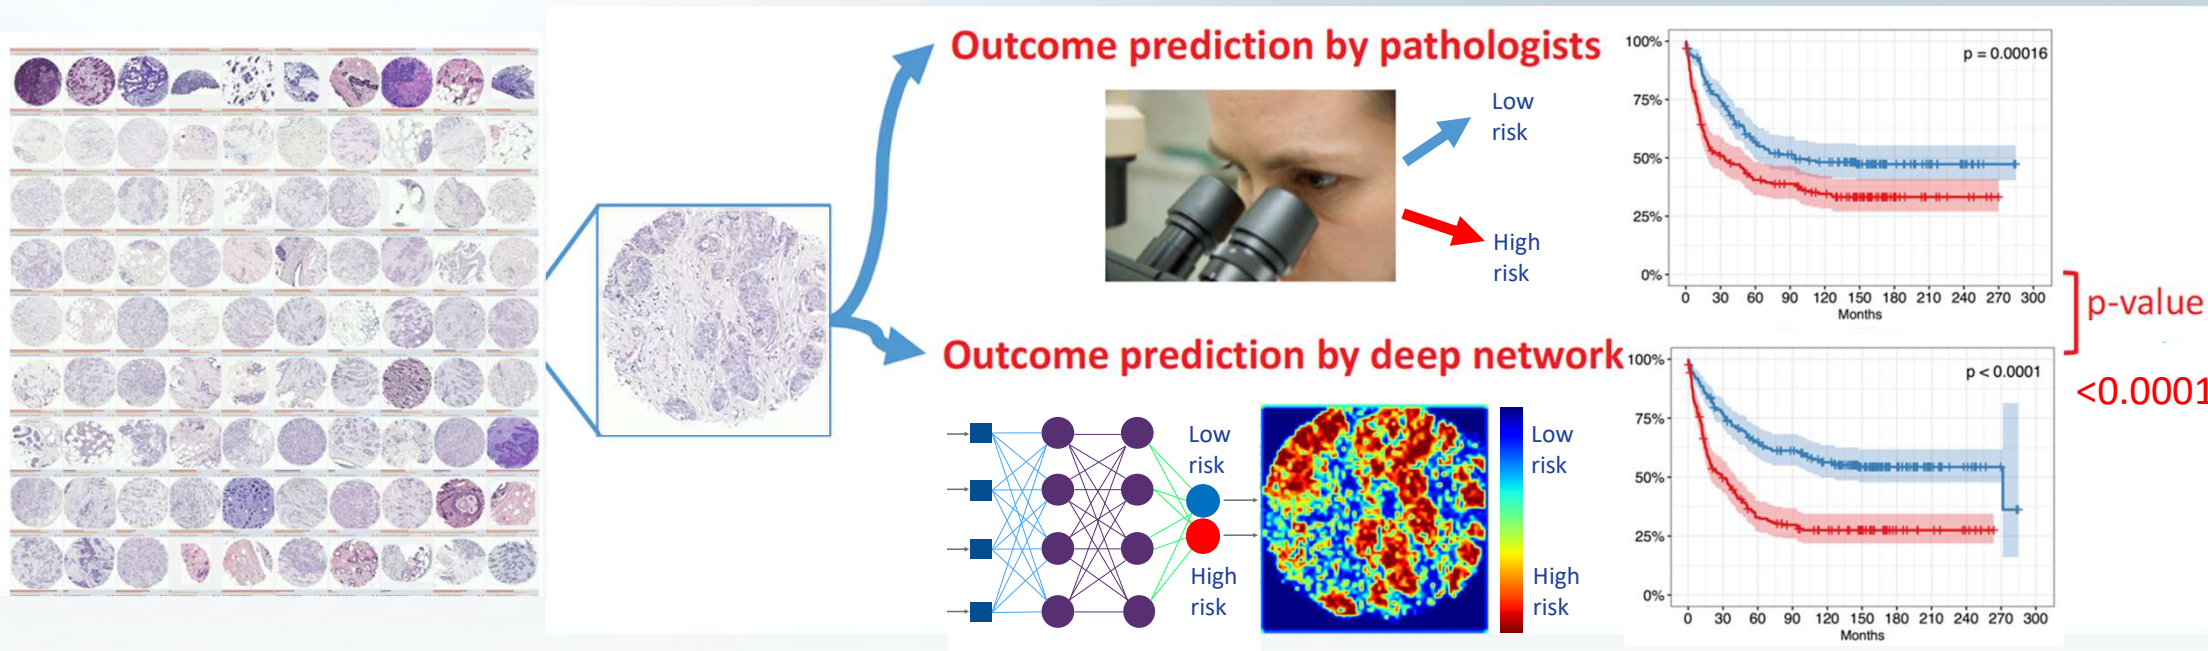 Outcome prediction by pathologists
Low
risk
High
risk
100%
75%
50%
25%
0%
p = 0.00016
0 30 60 90 120 150 180 210 240 270 300
Months
p-value
<0.0001
Outcome prediction by deep network
Low
risk
High
risk
Low
risk
High
risk
100%
75%
50%
25%
0%
p < 0.0001
0 30 60 90 120 150 180 210 240 270 300
Months